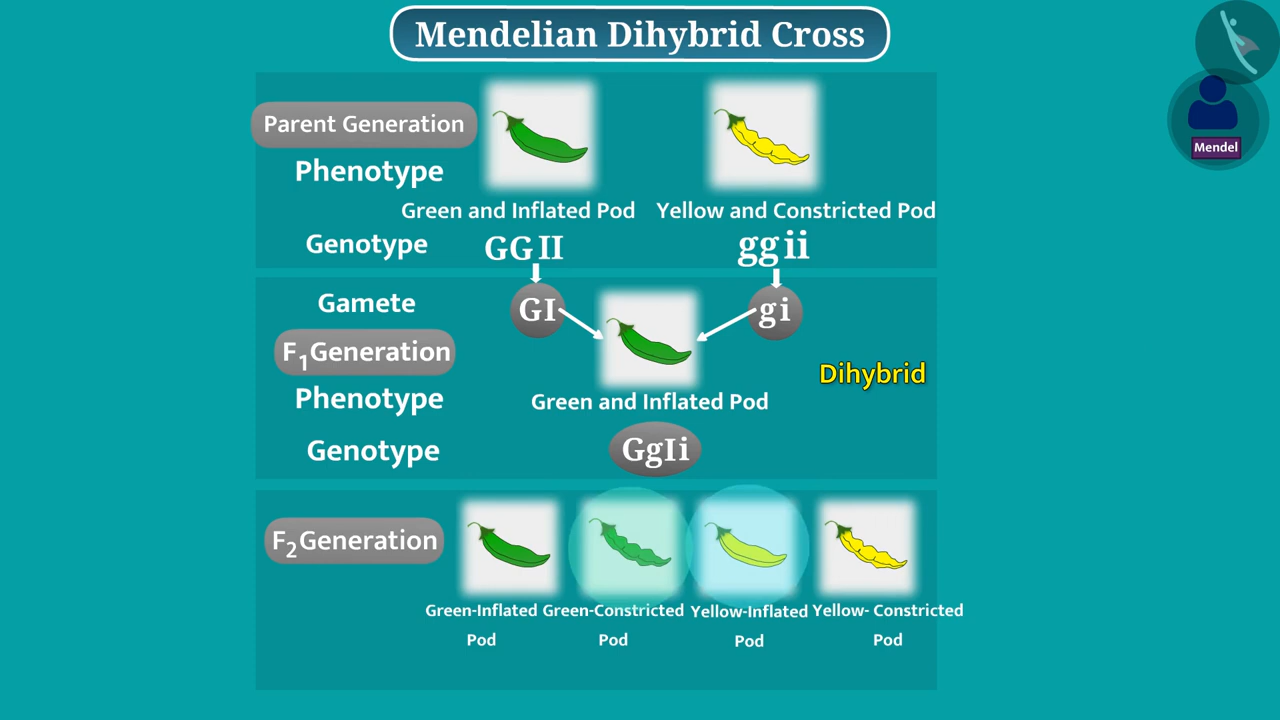 Mendelian Dihybrid Cross
Mendel
Parent Generation
Phenotype
Green and Inflated Pod
Yellow and Constricted Pod
Genotype
GG II
gg ii
Gamete
GI
gi
F1 Generation
Dihybrid
Phenotype
Green and Inflated Pod
Genotype
GgIi
F2 Generation
Green-Inflated Pod
Green-Constricted Pod
Yellow-Inflated Pod
Yellow- Constricted Pod